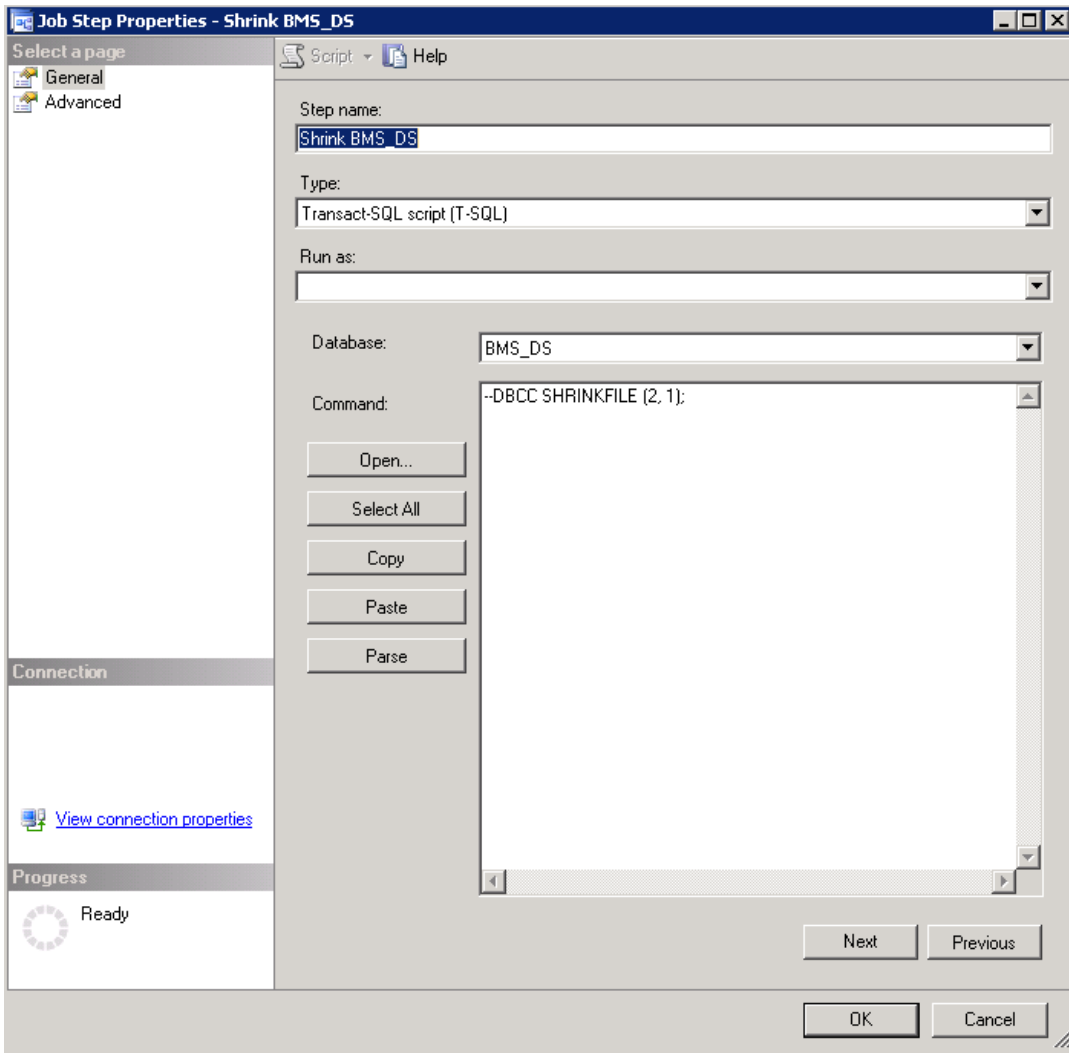 Job Step Properties - Shrink BMS_DS
Select a page
General
Advanced
Script
Help
Step name:
Shrink BMS_DS
Type:
Transact-SQL script (T-SQL)
Run as:
Database:
BMS_DS
Command:
--DBCC SHRINKFILE (2, 1);
Open...
Select All
Copy
Paste
Parse
Connection
View connection properties
Progress
Ready
Next
Previous
OK
Cancel